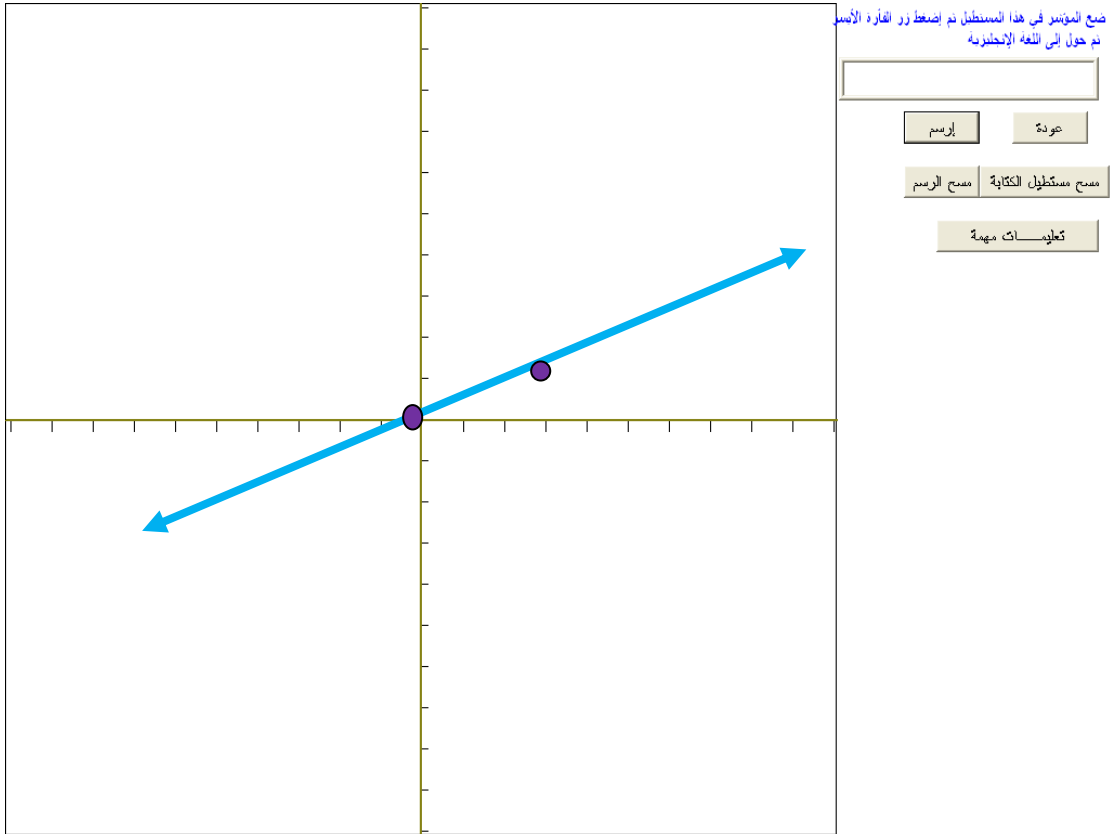 ضع المؤشر في هذا المستطيل ثم إضغط زر الفأرة الأيسر
ثم حول إلى اللغة الإنجليزية
عودة
إرسم
مسح مستطيل الكتابة
مسح الرسم
تعليمـــــات مهمة